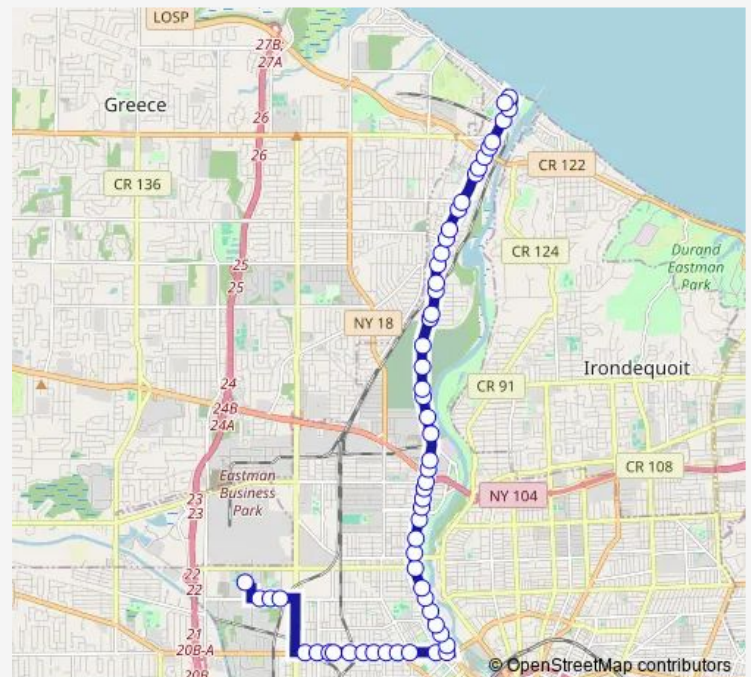 LOSP
27B;
27A
Greece
26
26
CR 122
CR 136
Durand
Eastman
Park
CR 124
25
25
NY 18
Irondequoit
24
CR 91
24B
24A
CR 108
Eastman
Business
Park
NY 104
23
23
22
22
21
20B-A
20B
© OpenStreetMap contributors